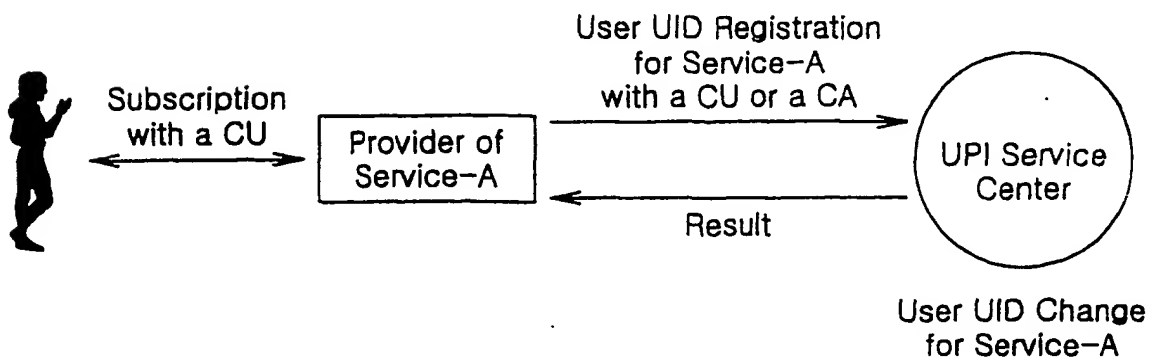 Subscription
with a CU
Provider of
Service-A
User UID Registration
for Service-A
with a CU or a CA
Result
UPI Service
Center
User UID Change
for Service-A